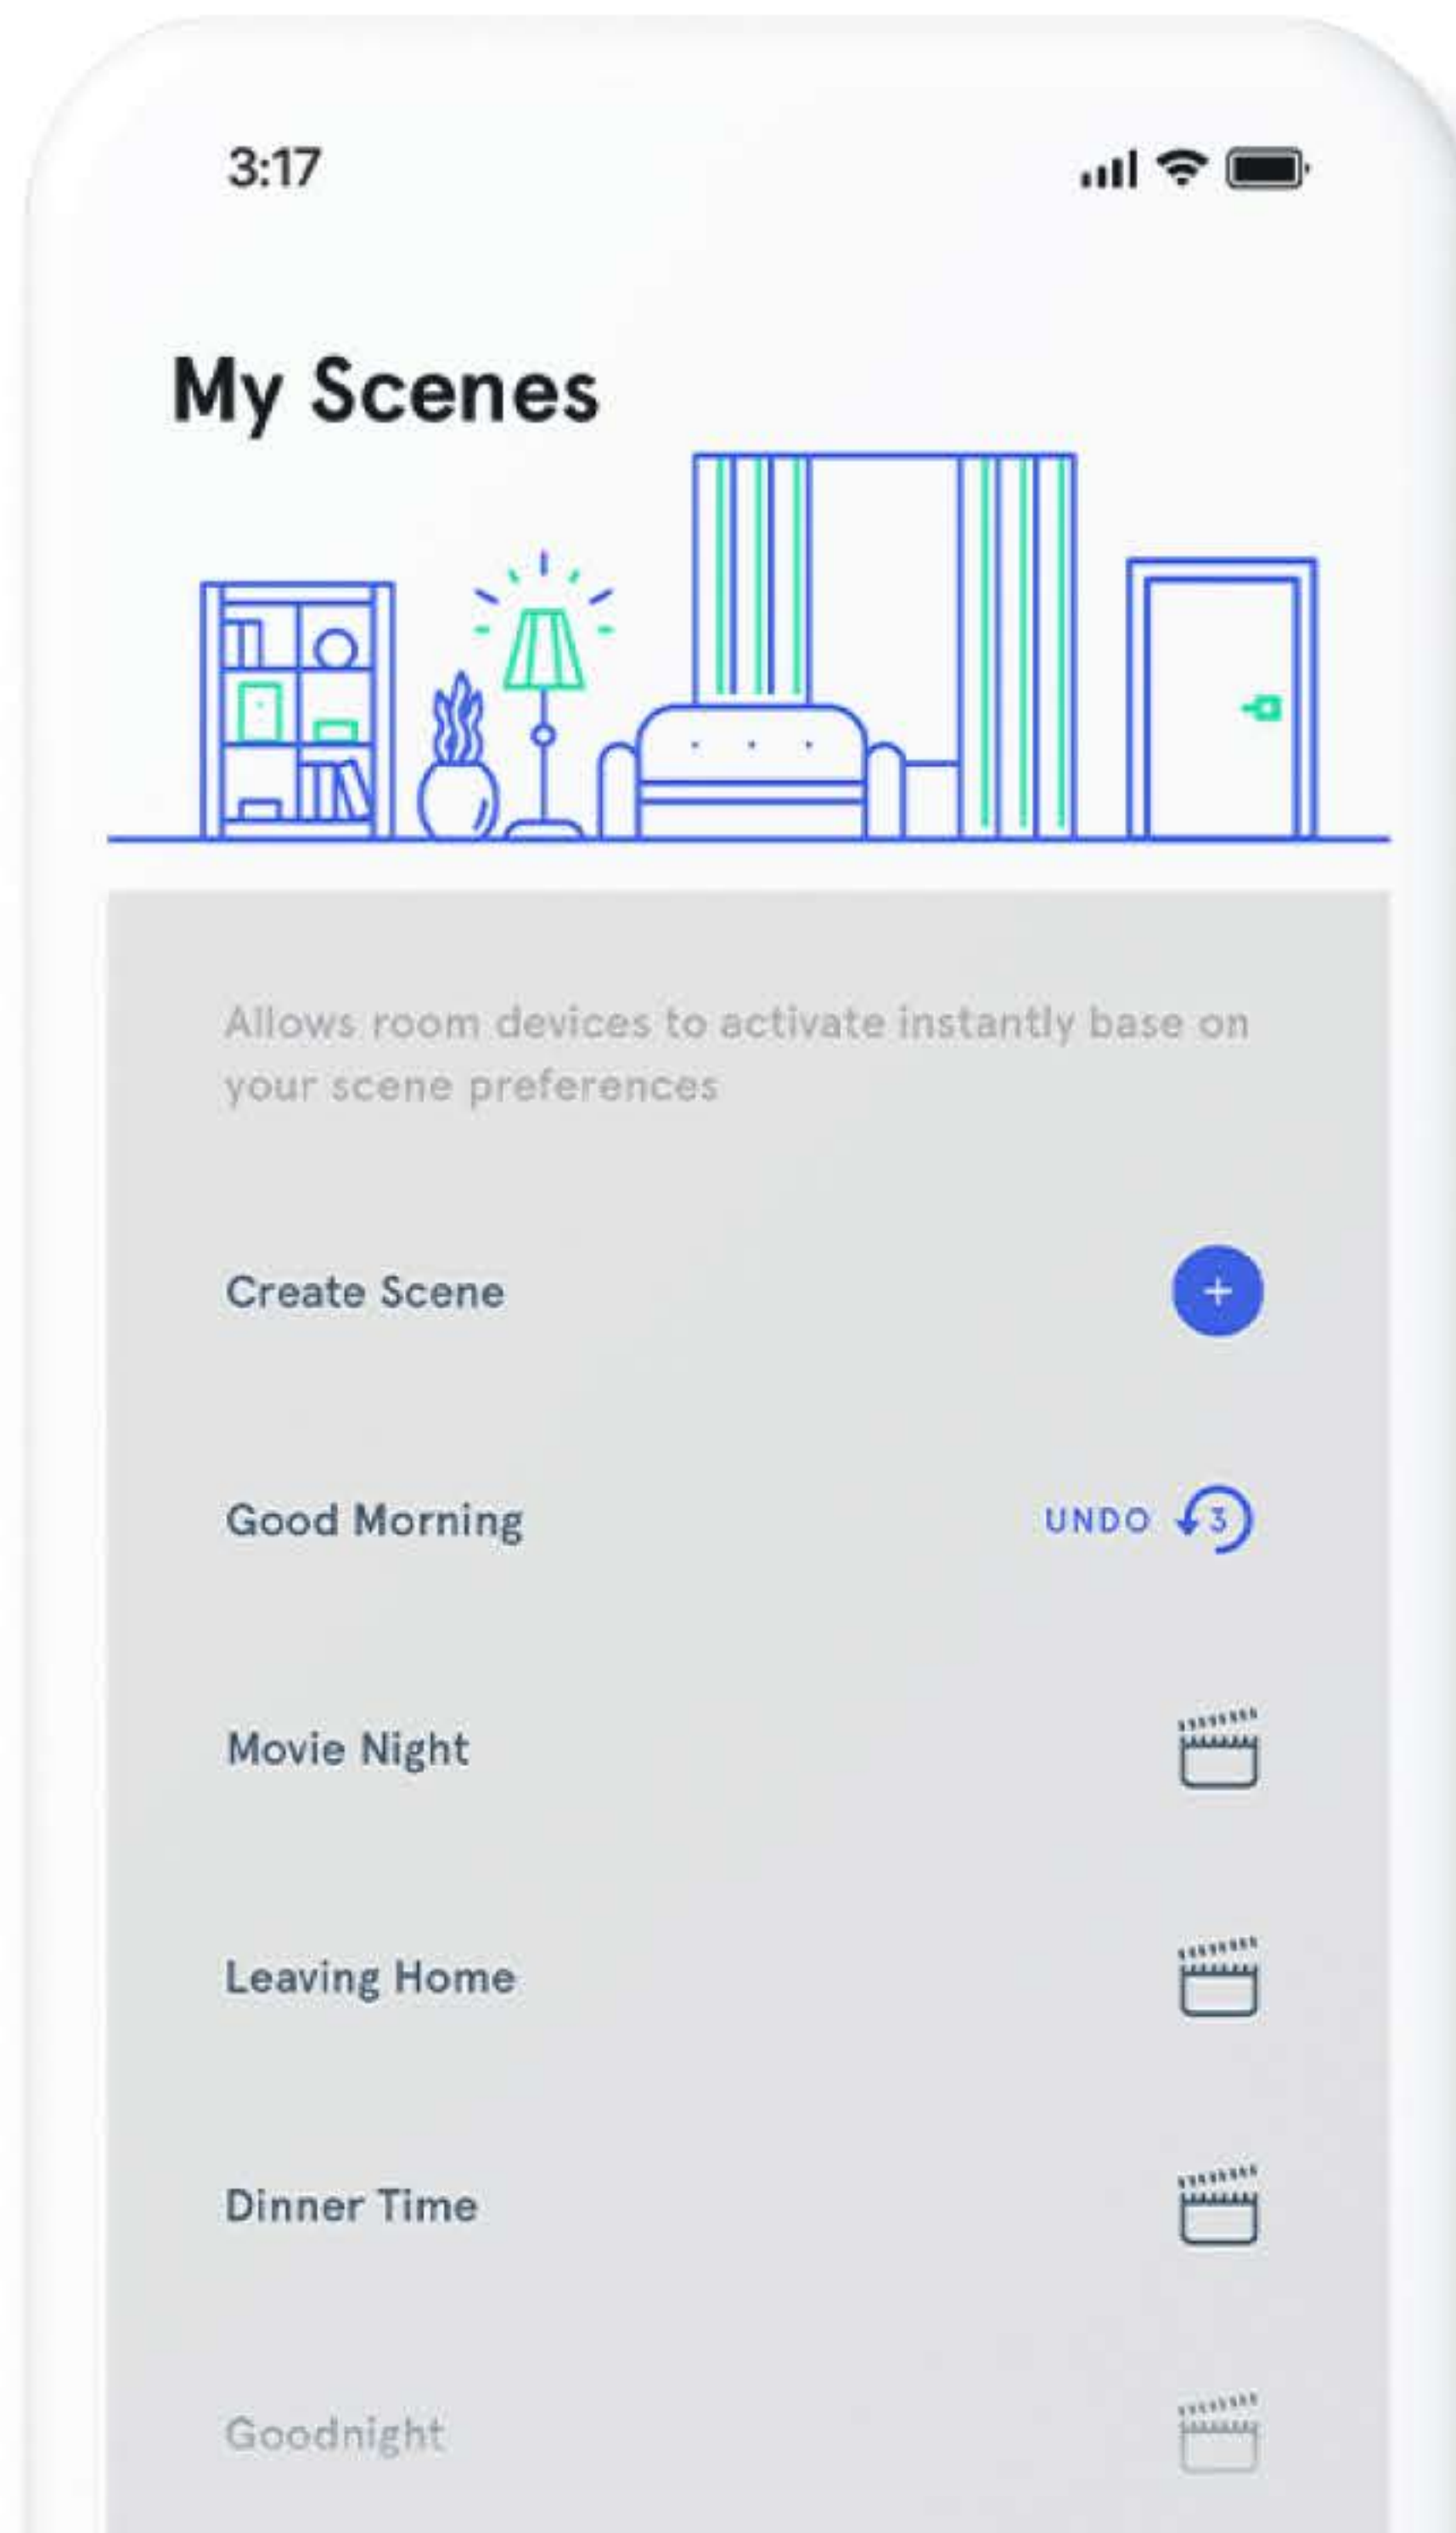 3:17
My Scenes
Allows room devices to activate instantly base on
your scene preferences
Create Scene
Good Morning UNDO 3
Movie Night
Leaving Home
Dinner Time
Goodnight